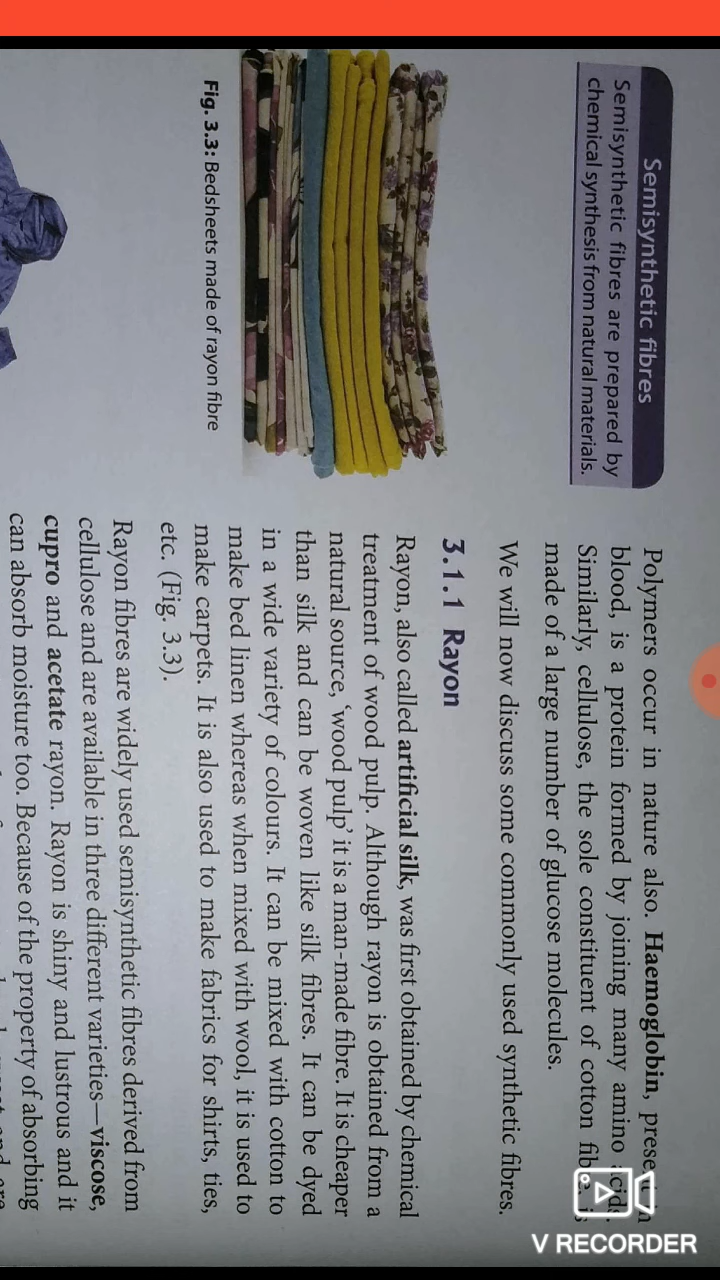 Semisynthetic fibres
Semisynthetic fibres are prepared by
chemical synthesis from natural materials.
Fig. 3.3: Bedsheets made of rayon fibre
Polymers occur in nature also. Haemoglobin,
blood, is a protein formed by joining many amino
Similarly, cellulose, the sole constituent of cotton
made of a large number of glucose molecules.
We will now discuss some commonly used synthetic fibres.
3.1.1 Rayon
Rayon, also called artificial silk, was first obtained by chemical
treatment of wood pulp. Although rayon is obtained from a
natural source, ‘wood pulp’ it is a man-made fibre. It is cheaper
than silk and can be woven like silk fibres. It can be dyed
in a wide variety of colours. It can be mixed with cotton to
make bed linen whereas when mixed with wool, it is used to
make carpets. It is also used to make fabrics for shirts, ties,
etc. (Fig. 3.3).
Rayon fibres are widely used semisynthetic fibres derived from
cellulose and are available in three different varieties—viscose,
cupro and acetate rayon. Rayon is shiny and lustrous and it
can absorb moisture too. Because of the property of absorbing
V RECORDER